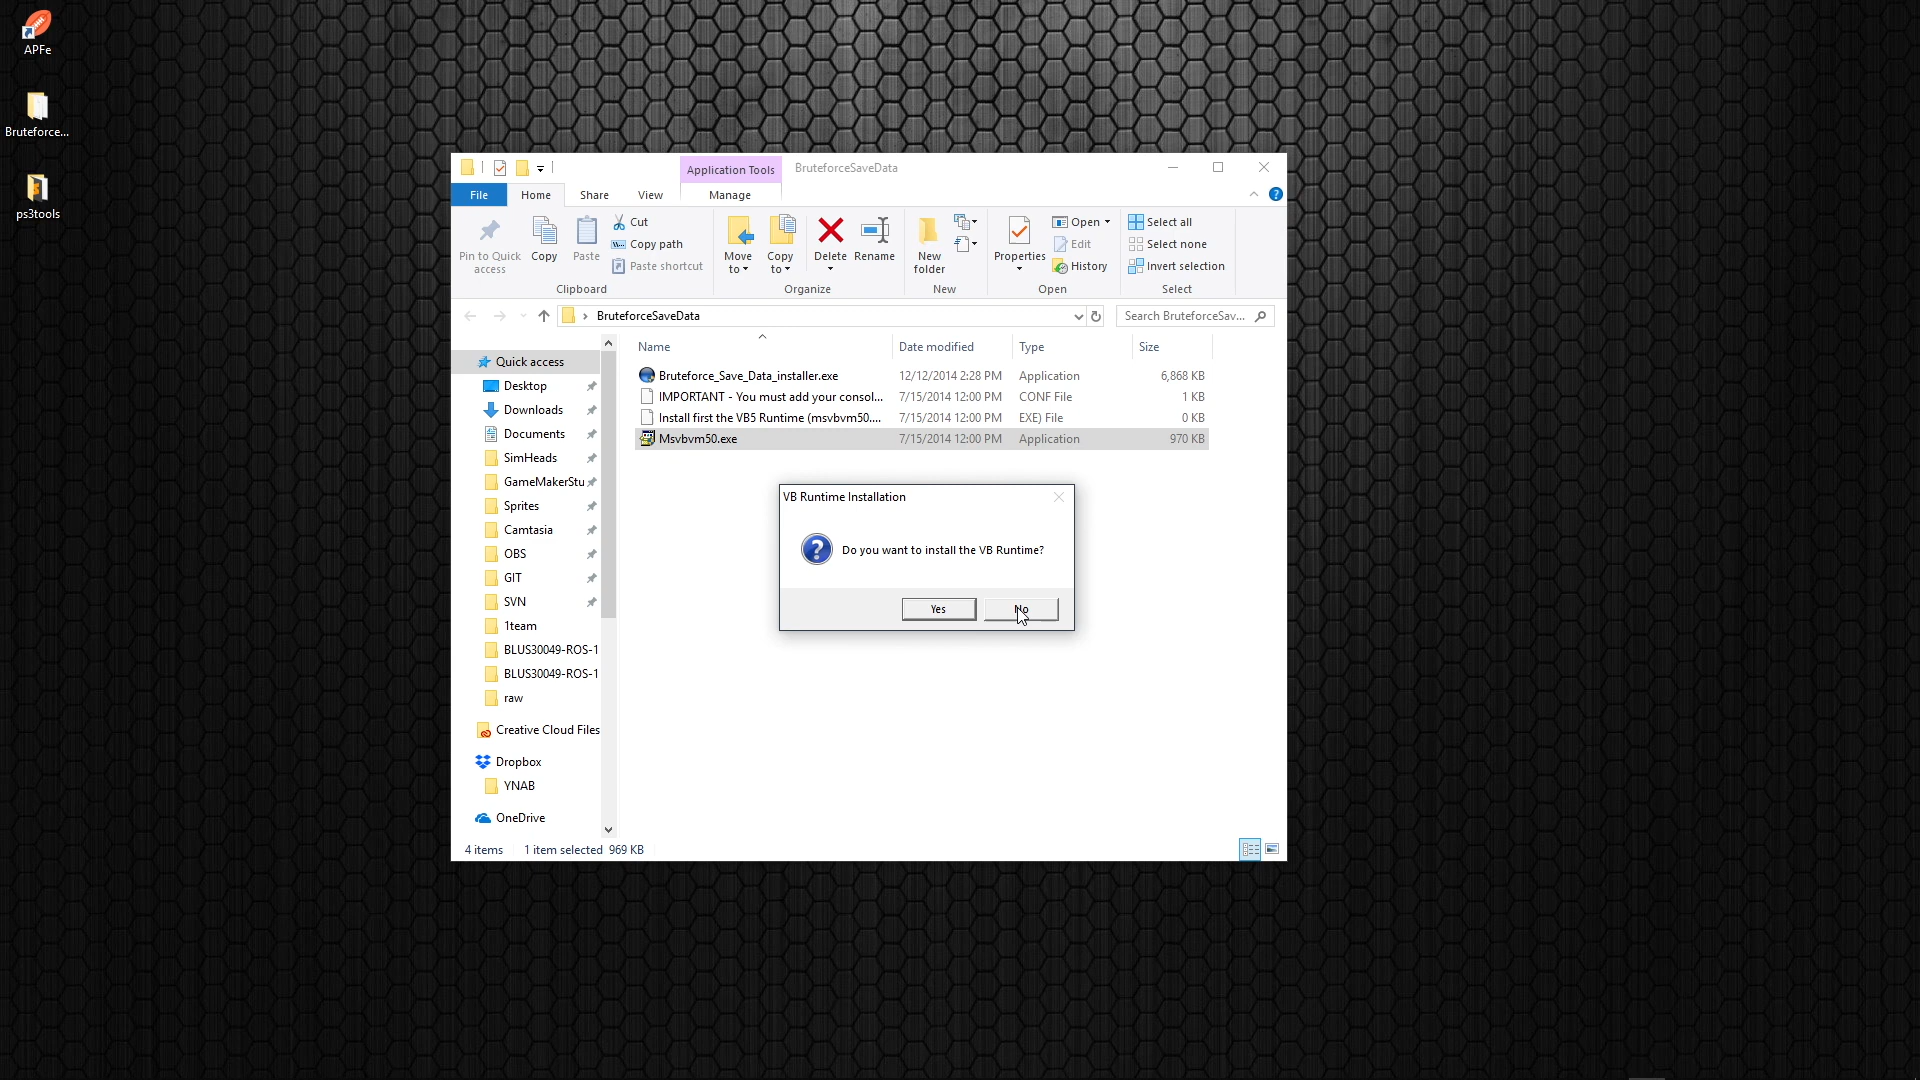 APFe
Bruteforce...
ps3tools
Application Tools
BruteforceSaveData
File
Home
Share
View
Manage
Pin to Quick access
Copy
Paste
Cut
Copy path
Paste shortcut
Clipboard
Move to
Copy to
Delete
Rename
Organize
New folder
New
Properties
Open
Edit
History
Open
Select all
Select none
Invert selection
Select
BruteforceSaveData
Search BruteforceSav...
Name
Date modified
Type
Size
Bruteforce_Save_Data_installer.exe 12/12/2014 2:28 PM Application 6,868 KB
IMPORTANT - You must add your consol... 7/15/2014 12:00 PM CONF File 1 KB
Install first the VB5 Runtime (msvbvm50.... 7/15/2014 12:00 PM EXE) File 0 KB
Msvbvm50.exe 7/15/2014 12:00 PM Application 970 KB
Quick access
Desktop
Downloads
Documents
SimHeads
GameMakerStu
Sprites
Camtasia
OBS
GIT
SVN
1team
BLUS30049-ROS-1
BLUS30049-ROS-1
raw
Creative Cloud Files
Dropbox
YNAB
OneDrive
VB Runtime Installation
Do you want to install the VB Runtime?
Yes
No
4 items 1 item selected 969 KB